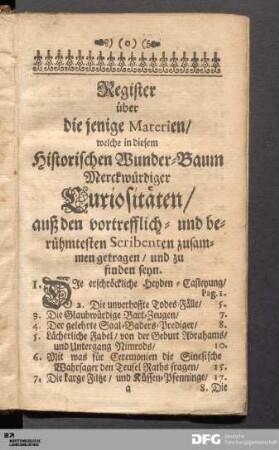 (o)
Register
über
die jenige Materien/
welche in diesem
Historischen Wunder-Baum
Merckwürdiger
Curiositäten/
auß den vortrefflich- und be-
rühmtesten Scribenten zusam-
men getragen/ und zu
finden seyn.
1. Die erschröckliche Heyden-Casteyung/
pag. 1.
2. Die unverhoffte Todes-Fälle/ 5.
3. Die Glaubwürdige Bart-Zeugen/ 7.
4. Der gelehrte Saal-Baders-Prediger/ 8.
5. Lächerliche Fabel/ von der Geburt Abrahams/
und Untergang Nimrods/ 10.
6. Mit was für Ceremonien die Sinesische
Wahrsager den Teufel Raths fragen/ 15.
7. Die karge Filtze/ und Küssen-Pfenninge/ 17.
a 8. Die
DFG Deutsche
Forschungsgemeinschaft